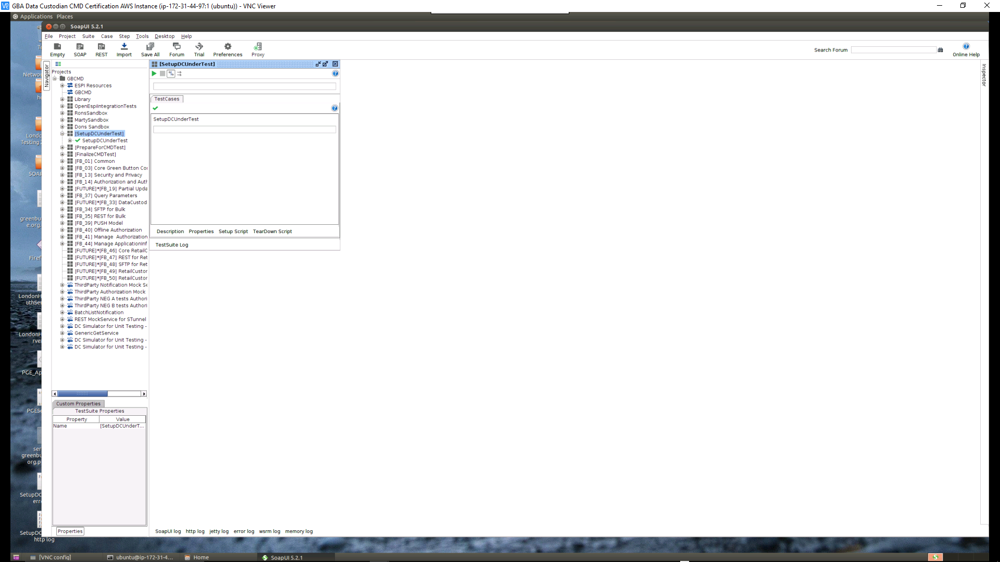 GBA Data Custodian CMD Certification AWS Instance (ip-172-31-44-97:1 (ubuntu)) - VNC Viewer
Applications Places
SoapUI 5.2.1
File Project Suite Case Step Tools Desktop Help
Empty SOAP REST Import Save All Forum Trial Preferences Proxy
Search Forum
Online Help
Navigator
Inspector
Projects
GBCMD
ESPI Resources
GBCMD
Library
OpenEspiIntegrationTests
RonsSandbox
MartySandbox
Dons Sandbox
[SetupDCUnderTest]
SetupDCUnderTest
[PrepareForCMDTest]
[FinalizeCMDTest]
[FB_01] Common
[FB_03] Core Green Button Co
[FB_13] Security and Privacy
[FB_14] Authorization and Auth
[FUTURE]*[FB_19] Partial Upda
[FB_37] Query Parameters
[FUTURE]*[FB_33] DataCustod
[FB_34] SFTP for Bulk
[FB_35] REST for Bulk
[FB_39] PUSH Model
[FB_40] Offline Authorization
[FB_41] Manage  Authorization
[FB_44] Manage ApplicationInf
[FUTURE]*[FB_46] Core RetailC
[FUTURE]*[FB_47] REST for Ret
[FUTURE]*[FB_48] SFTP for Ret
[FUTURE]*[FB_49] RetailCustor
[FUTURE]*[FB_50] RetailCustor
ThirdParty Notification Mock Se
ThirdParty Authorization Mock
ThirdParty NEG A tests Authori
ThirdParty NEG B tests Authori
BatchListNotification
REST MockService for STunnel
DC Simulator for Unit Testing -
GenericGetService
DC Simulator for Unit Testing -
DC Simulator for Unit Testing -
[SetupDCUnderTest]
TestCases
SetupDCUnderTest
Description Properties Setup Script TearDown Script
TestSuite Log
Custom Properties
TestSuite Properties
Property Value
Name [SetupDCUnderT...
Properties
SoapUI log http log jetty log error log wsrm log memory log
Netwo
Londo
Testing
SOAP
greenbu
e.org.
Firef
LondonH
uthSer
LondonH
rve
PGE_Ap
PGESc
ser
greenbu
org.p
SetupDC
err
SetupDC
http log
[VNC config] ubuntu@ip-172-31-4... Home SoapUI 5.2.1